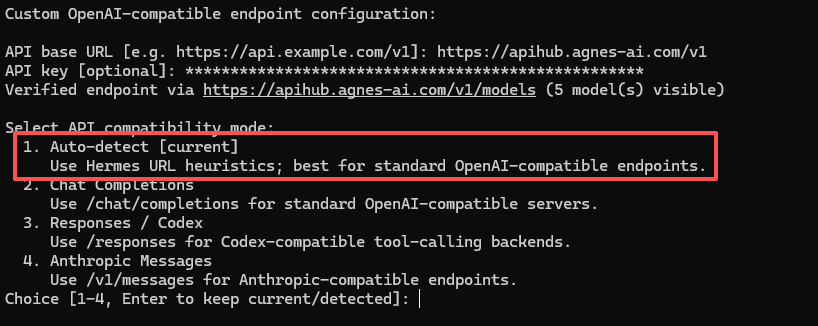 Custom OpenAI-compatible endpoint configuration:
API base URL [e.g. https://api.example.com/v1]: https://apihub.agnes-ai.com/v1
API key [optional]: ***************************************************
Verified endpoint via https://apihub.agnes-ai.com/v1/models (5 model(s) visible)
Select API compatibility mode:
1. Auto-detect [current]
Use Hermes URL heuristics; best for standard OpenAI-compatible endpoints.
2. Chat Completions
Use /chat/completions for standard OpenAI-compatible servers.
3. Responses / Codex
Use /responses for Codex-compatible tool-calling backends.
4. Anthropic Messages
Use /v1/messages for Anthropic-compatible endpoints.
Choice [1-4, Enter to keep current/detected]: